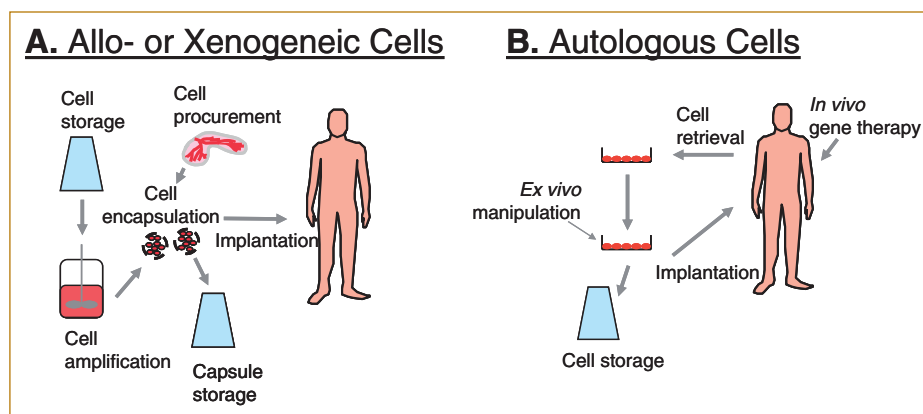 A. Allo- or Xenogeneic Cells
Cell
storage
Cell
procurement
Cell
encapsulation
Implantation
Cell
amplification
Capsule
storage
B. Autologous Cells
Cell
retrieval
In vivo
gene therapy
Ex vivo
manipulation
Implantation
Cell storage